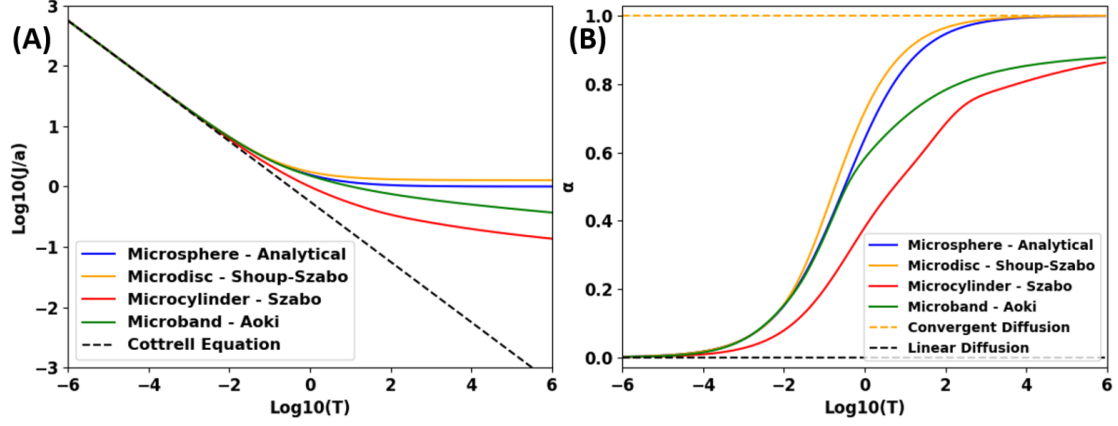 (A)
3
2
1
0
−1
−2
−3
Log10(J/a)
Microsphere - Analytical
Microdisc - Shoup-Szabo
Microcylinder - Szabo
Microband - Aoki
Cottrell Equation
−6 −4 −2 0 2 4 6
Log10(T)
(B)
1.0
0.8
0.6
0.4
0.2
0.0
α
Microsphere - Analytical
Microdisc - Shoup-Szabo
Microcylinder - Szabo
Microband - Aoki
Convergent Diffusion
Linear Diffusion
−6 −4 −2 0 2 4 6
Log10(T)